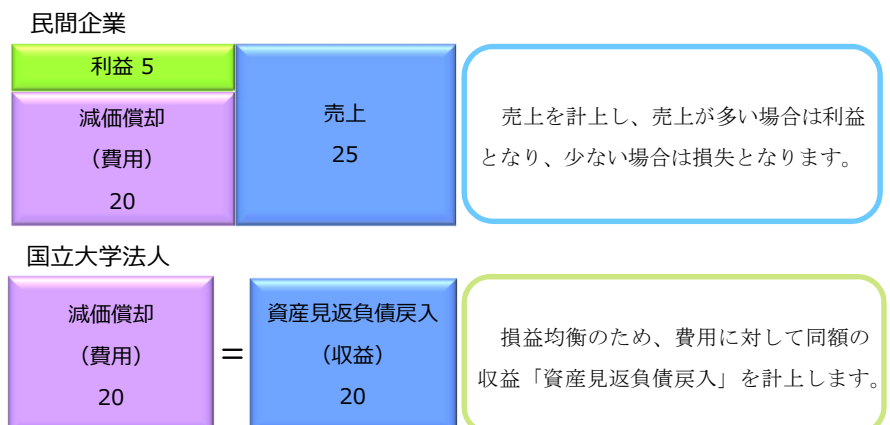 民間企業
利益 5
減価償却
（費用）
20
売上
25
売上を計上し、売上が多い場合は利益
となり、少ない場合は損失となります。
国立大学法人
減価償却
（費用）
20
＝
資産見返負債戻入
（収益）
20
損益均衡のため、費用に対して同額の
収益「資産見返負債戻入」を計上します。